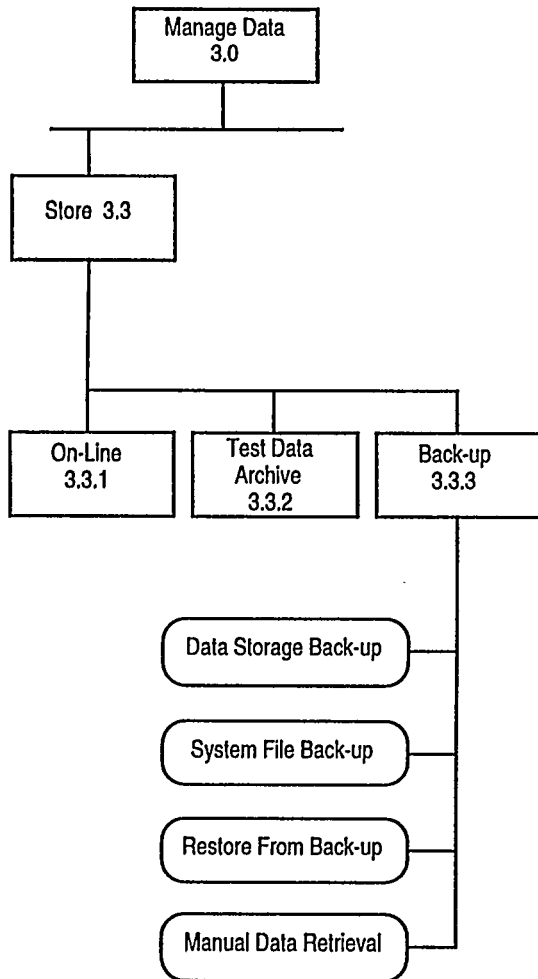 Manage Data
3.0
Store 3.3
On-Line
3.3.1
Test Data
Archive
3.3.2
Back-up
3.3.3
Data Storage Back-up
System File Back-up
Restore From Back-up
Manual Data Retrieval